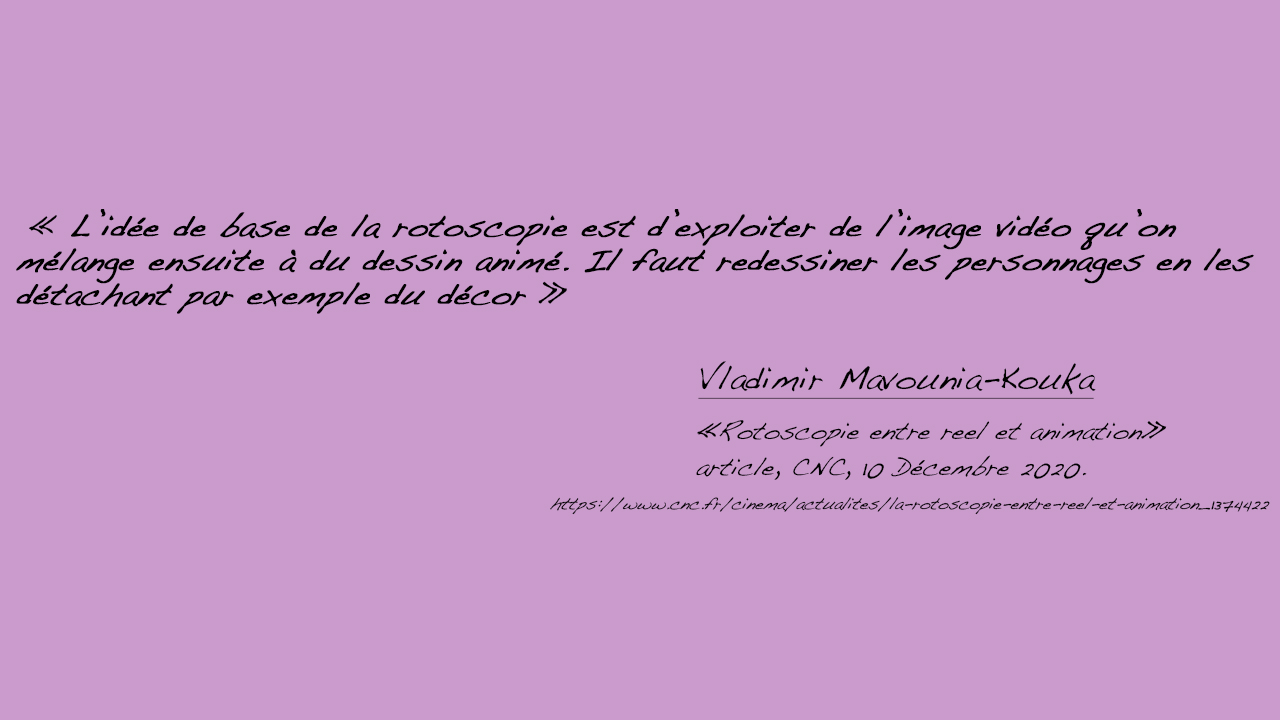 « L'idée de base de la rotoscopie est d'exploiter de l'image vidéo qu'on
mélange ensuite à du dessin animé. Il faut redessiner les personnages en les
détachant par exemple du décor »
Vladimir Mavounia-Kouka
«Rotoscopie entre reel et animation»
article, CNC, 10 Décembre 2020.
https://www.cnc.fr/cinema/actualites/la-rotoscopie-entre-reel-et-animation_1374422